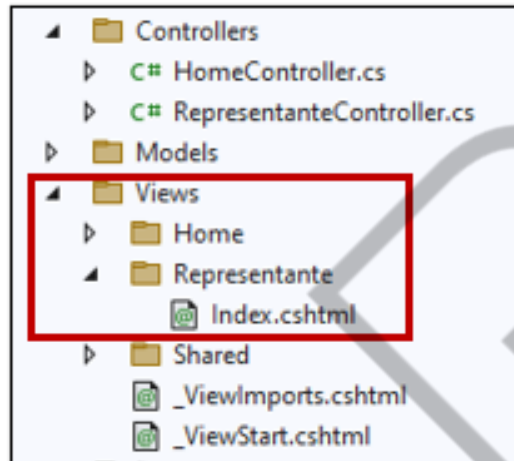 Controllers
C# HomeController.cs
C# RepresentanteController.cs
Models
Views
Home
Representante
Index.cshtml
Shared
_ViewImports.cshtml
_ViewStart.cshtml